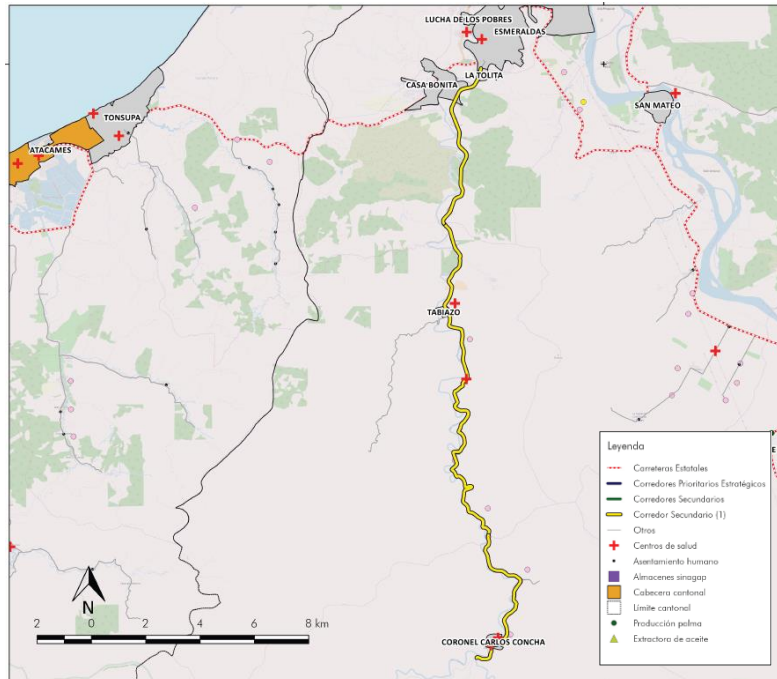 LUCHA DE LOS POBRES
ESMERALDAS
LA TOLITA
CASA BONITA
SAN MATEO
TONSUPA
ATACAMES
TABIAZO
Leyenda
Carreteras Estatales
Corredores Prioritarios Estratégicos
Corredores Secundarios
Corredor Secundario (1)
Otros
Centros de salud
Asentamiento humano
Almacenes sinagap
Cabecera cantonal
Límite cantonal
Producción palma
Extractora de aceite
N
2 0 2 4 6 8 km
CORONEL CARLOS CONCHA